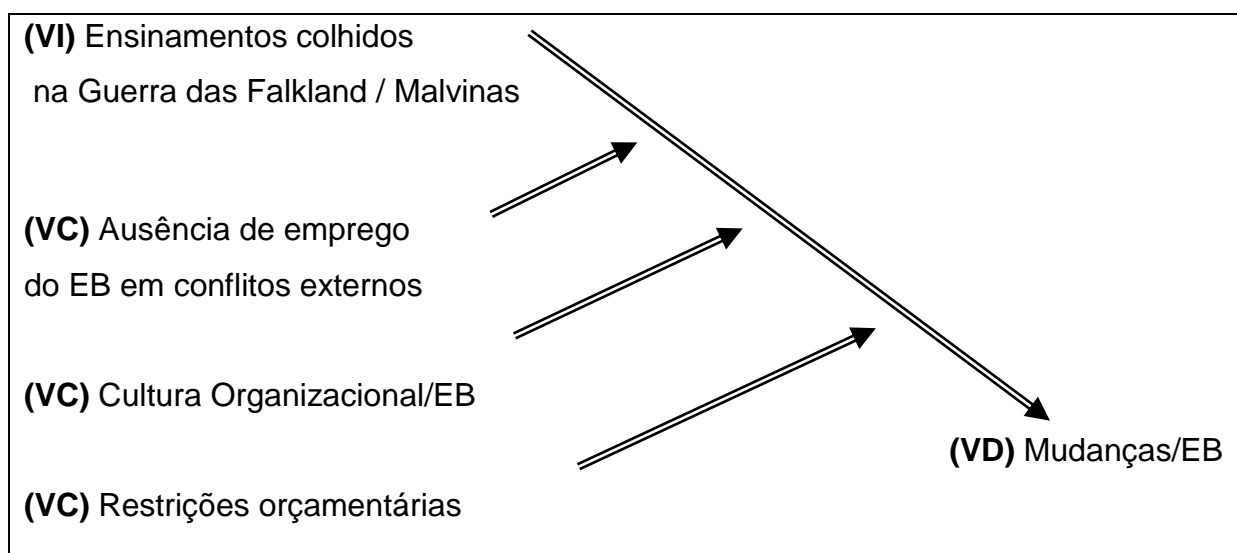 (VI) Ensinamentos colhidos
na Guerra das Falkland / Malvinas
(VC) Ausência de emprego
do EB em conflitos externos
(VC) Cultura Organizacional/EB
(VD) Mudanças/EB
(VC) Restrições orçamentárias